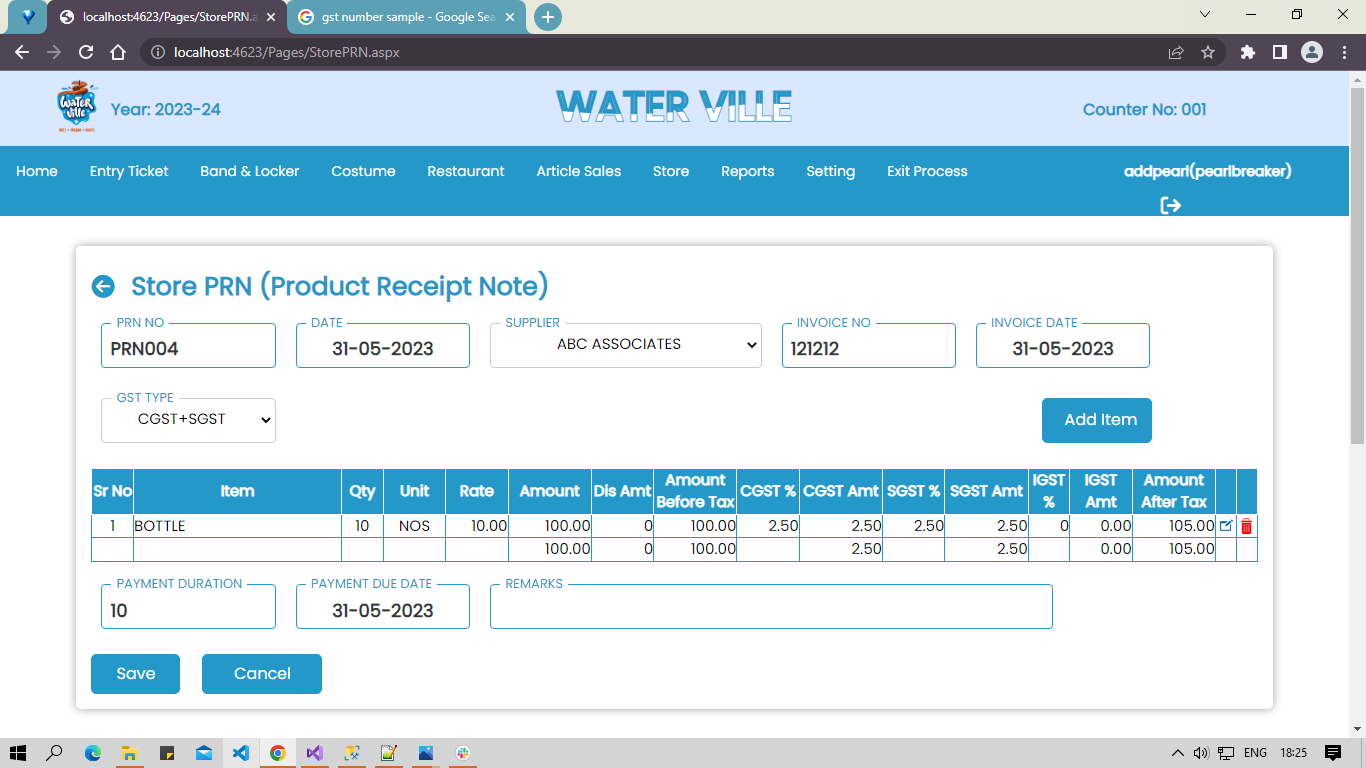 localhost:4623/Pages/StorePRN.a
gst number sample - Google Sea
localhost:4623/Pages/StorePRN.aspx
WATER ville
Year: 2023-24
WATER VILLE
Counter No: 001
Home Entry Ticket Band & Locker Costume Restaurant Article Sales Store Reports Setting Exit Process addpearl(pearlbreaker)
Store PRN (Product Receipt Note)
PRN NO DATE SUPPLIER INVOICE NO INVOICE DATE
PRN004 31-05-2023 ABC ASSOCIATES 121212 31-05-2023
GST TYPE
CGST+SGST Add Item
Sr No Item Qty Unit Rate Amount Dis Amt Amount Before Tax CGST % CGST Amt SGST % SGST Amt IGST % IGST Amt Amount After Tax
1 BOTTLE 10 NOS 10.00 100.00 0 100.00 2.50 2.50 2.50 2.50 0 0.00 105.00
100.00 0 100.00 2.50 2.50 0.00 105.00
PAYMENT DURATION PAYMENT DUE DATE REMARKS
10 31-05-2023
Save Cancel
ENG 18:25